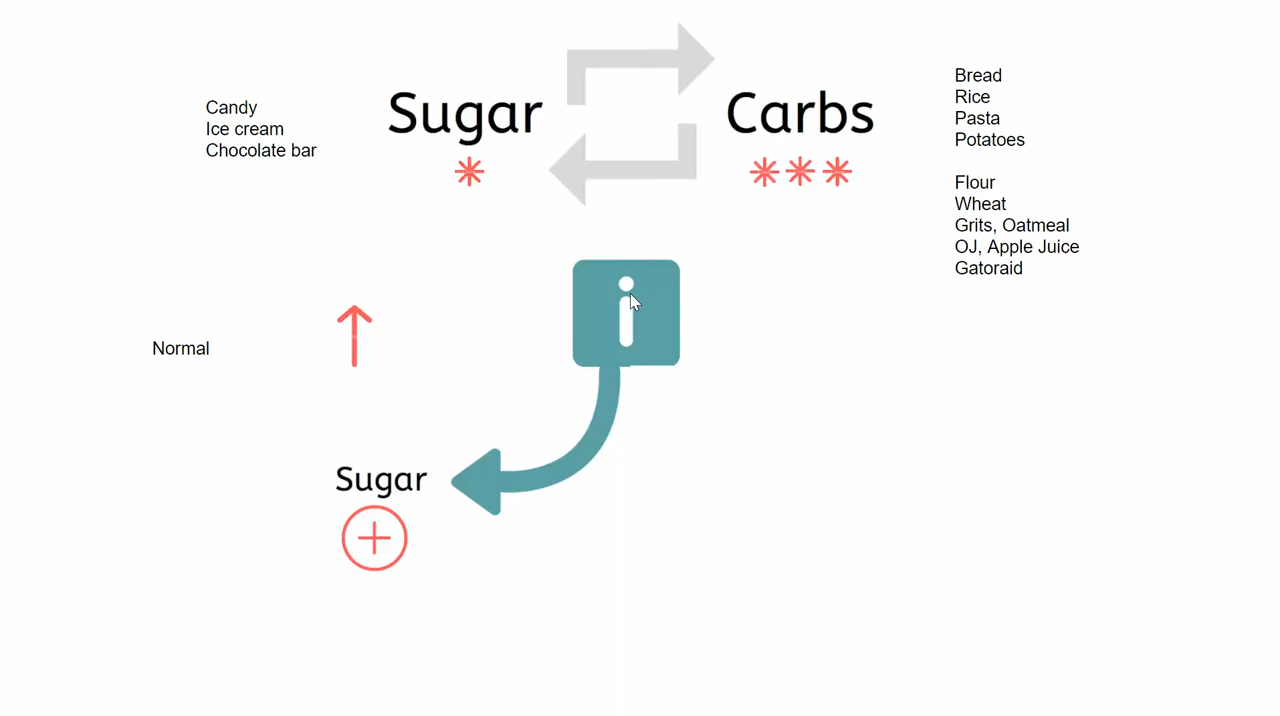 Sugar
Carbs
Candy
Ice cream
Chocolate bar
Bread
Rice
Pasta
Potatoes
Flour
Wheat
Grits, Oatmeal
OJ, Apple Juice
Gatoraid
i
Normal
Sugar